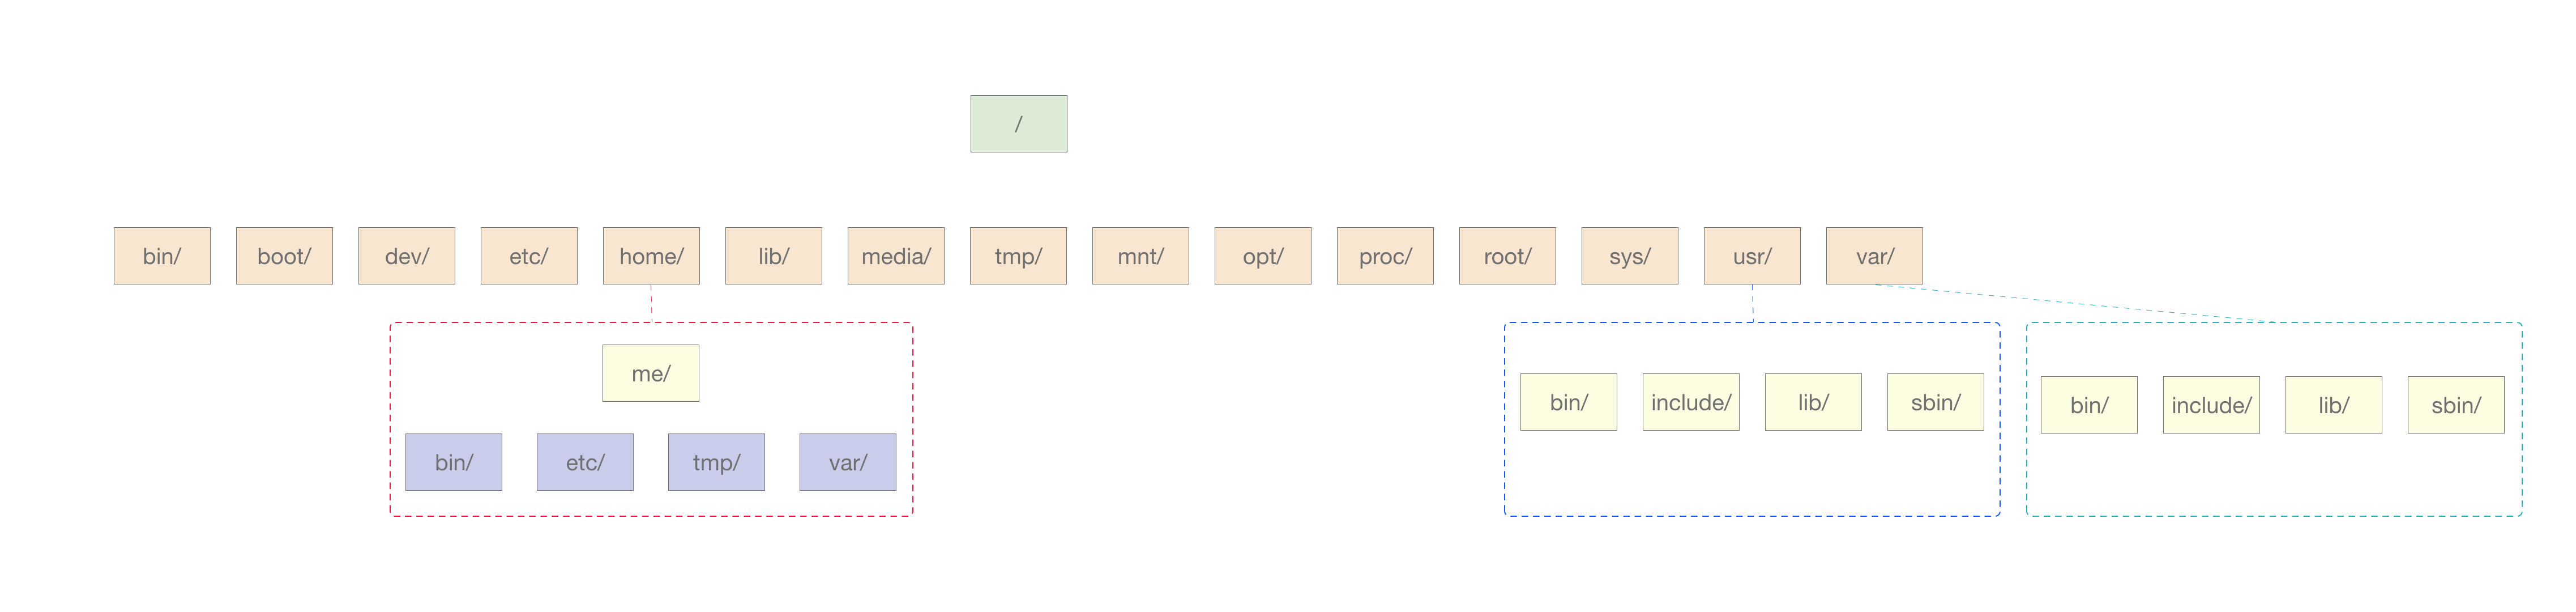 /
bin/ boot/ dev/ etc/ home/ lib/ media/ tmp/ mnt/ opt/ proc/ root/ sys/ usr/ var/
me/
bin/ etc/ tmp/ var/
bin/ include/ lib/ sbin/
bin/ include/ lib/ sbin/